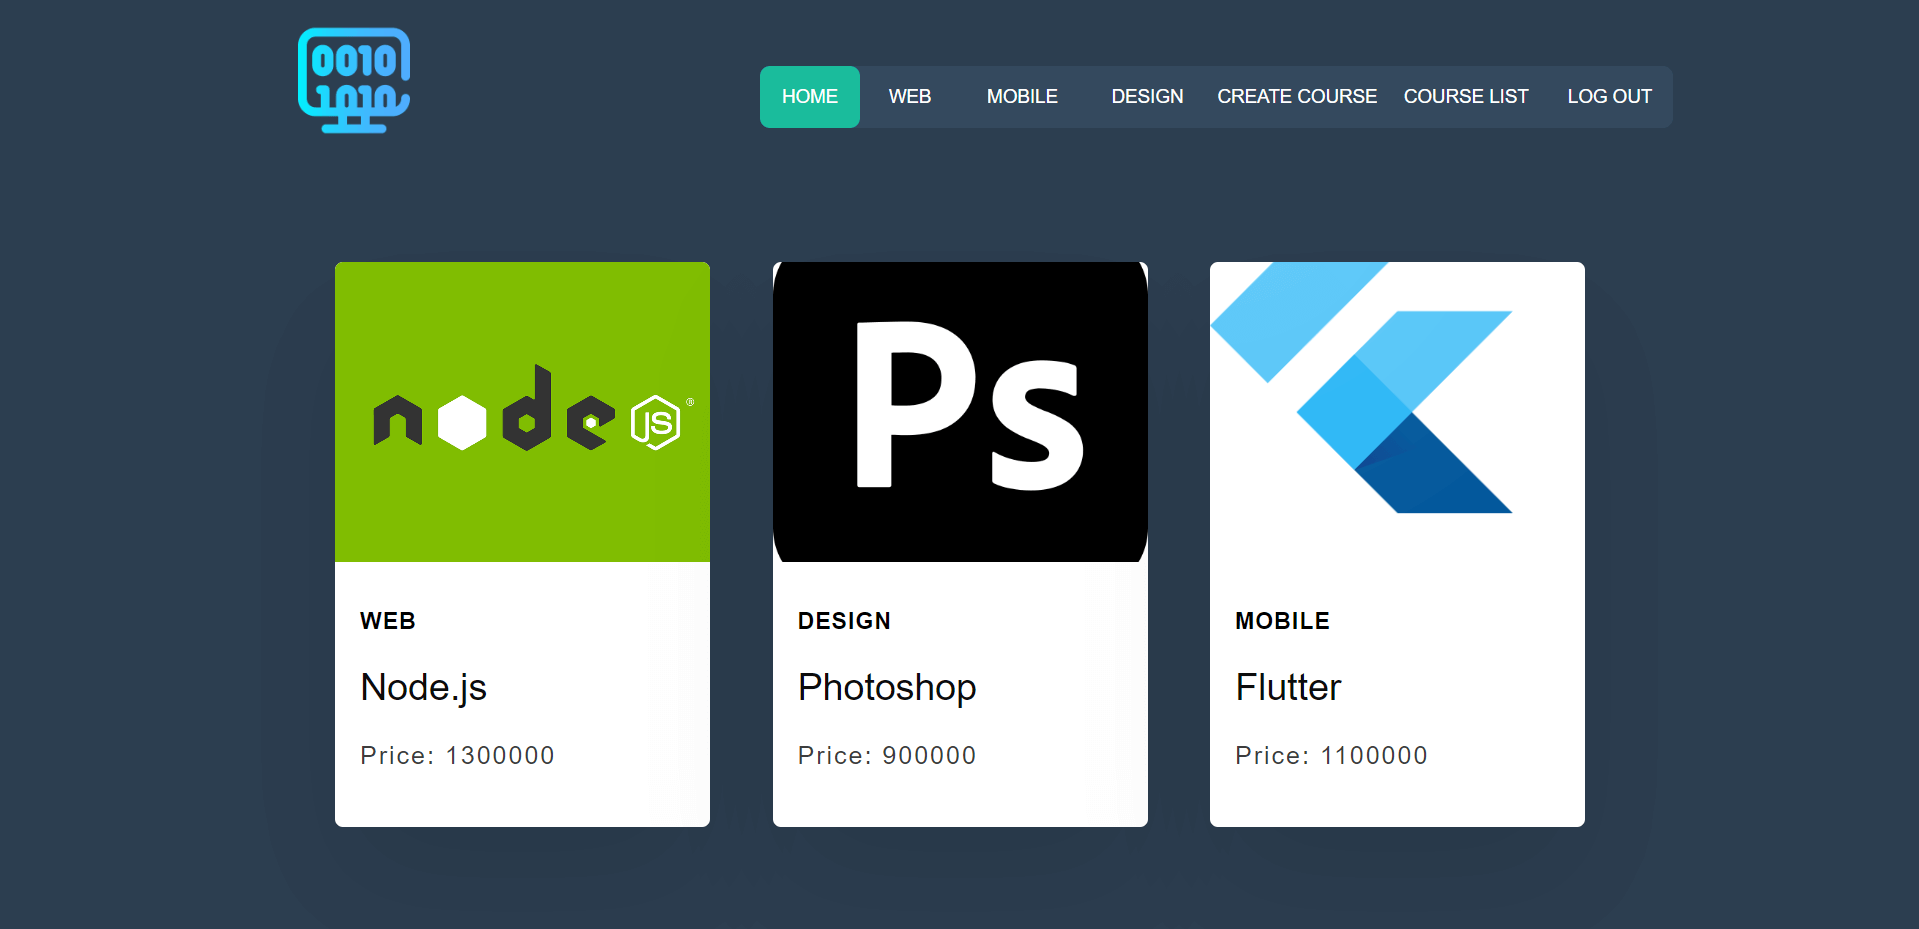 0010
1010
HOME WEB MOBILE DESIGN CREATE COURSE COURSE LIST LOG OUT
node JS ®
Ps
WEB
Node.js
Price: 1300000
DESIGN
Photoshop
Price: 900000
MOBILE
Flutter
Price: 1100000